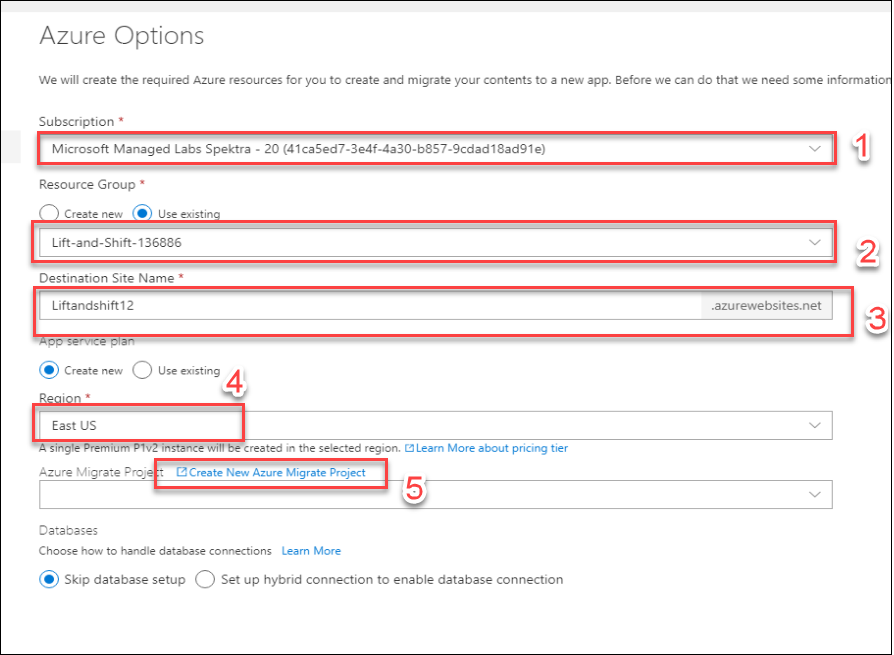 Azure Options
We will create the required Azure resources for you to create and migrate your contents to a new app. Before we can do that we need some information
Subscription *
Microsoft Managed Labs Spektra - 20 (41ca5ed7-3e4f-4a30-b857-9cdad18ad91e)
1
Resource Group *
Create new Use existing
Lift-and-Shift-136886
2
Destination Site Name *
Liftandshift12 .azurewebsites.net
3
App service plan
Create new Use existing
4
Region *
East US
A single Premium P1v2 instance will be created in the selected region. Learn More about pricing tier
Azure Migrate Project Create New Azure Migrate Project
5
Databases
Choose how to handle database connections Learn More
Skip database setup Set up hybrid connection to enable database connection